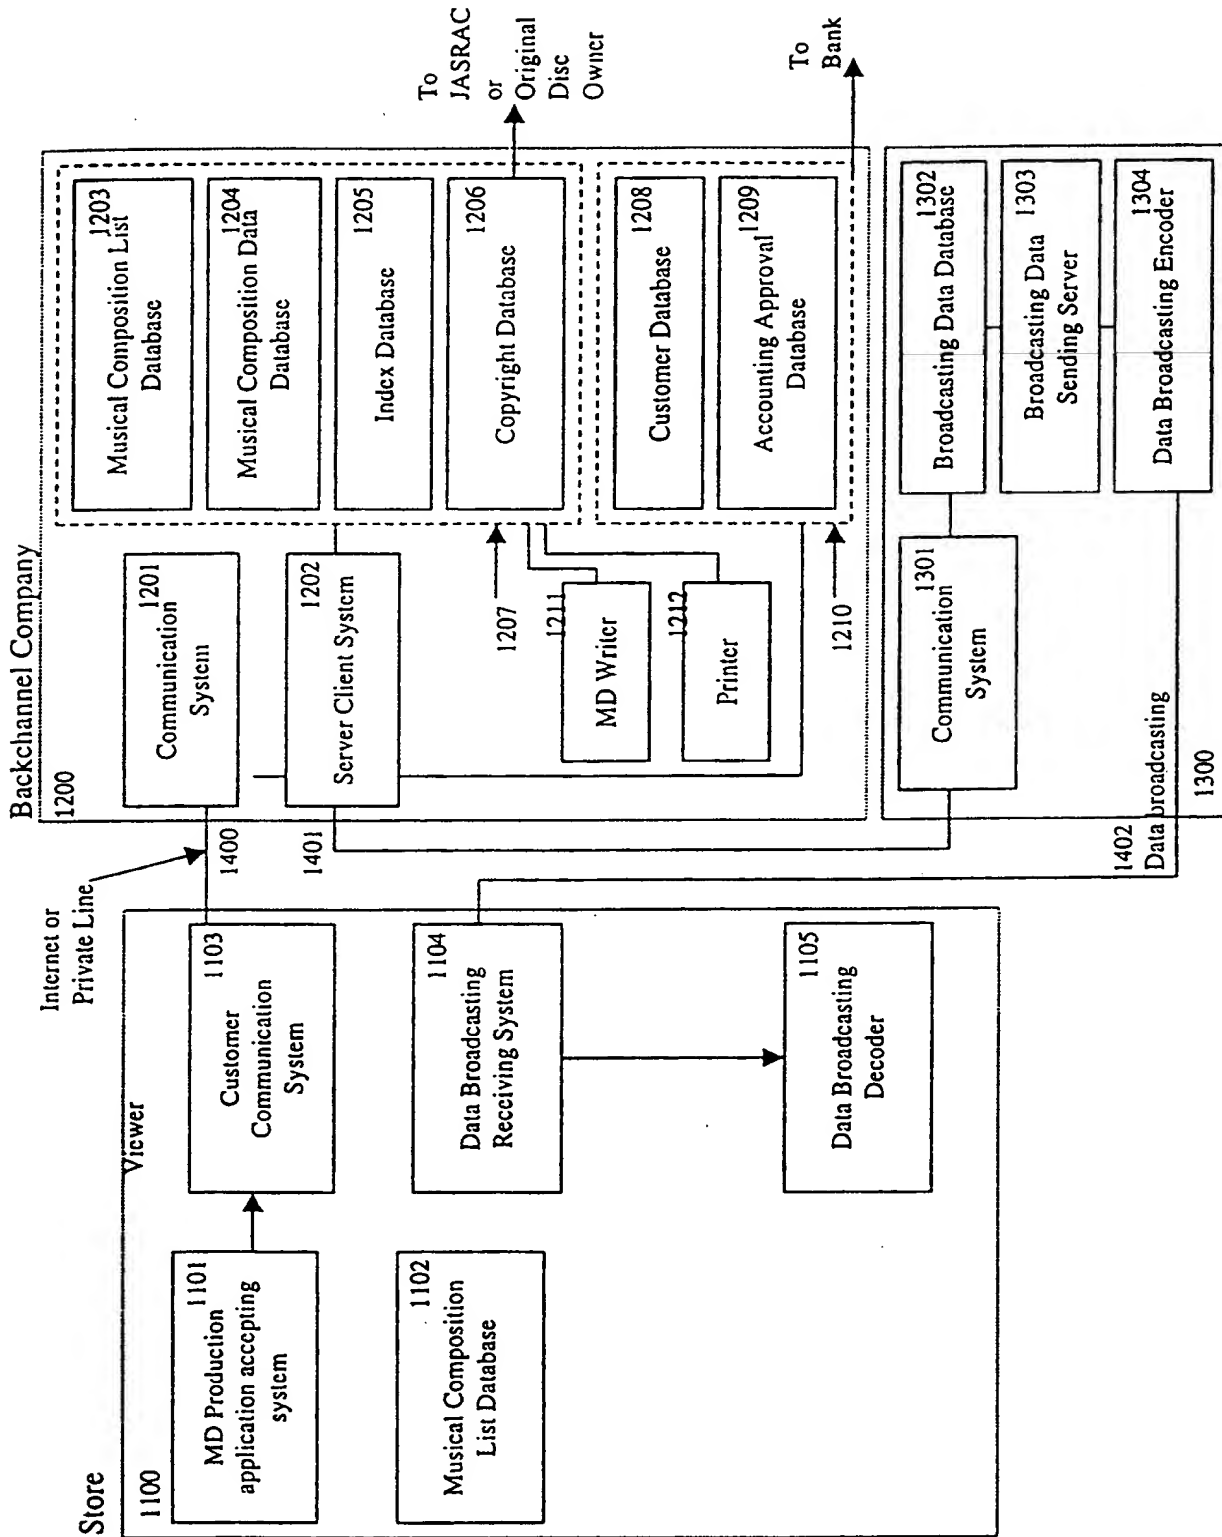 Store
1100
Viewer
1101
MD Production
application accepting
system
1102
Musical Composition
List Database
1103
Customer
Communication
System
1104
Data Broadcasting
Receiving System
1105
Data Broadcasting
Decoder
Internet or
Private Line
1400
1401
1402
Data broadcasting
Backchannel Company
1200
1201
Communication
System
1202
Server Client System
1203
Musical Composition List
Database
1204
Musical Composition Data
Database
1205
Index Database
1206
Copyright Database
1207
1208
Customer Database
1209
Accounting Approval
Database
1210
1211
MD Writer
1212
Printer
To
JASRAC
or
Original
Disc
Owner
To
Bank
1300
1301
Communication
System
1302
Broadcasting Data Database
1303
Broadcasting Data
Sending Server
1304
Data Broadcasting Encoder